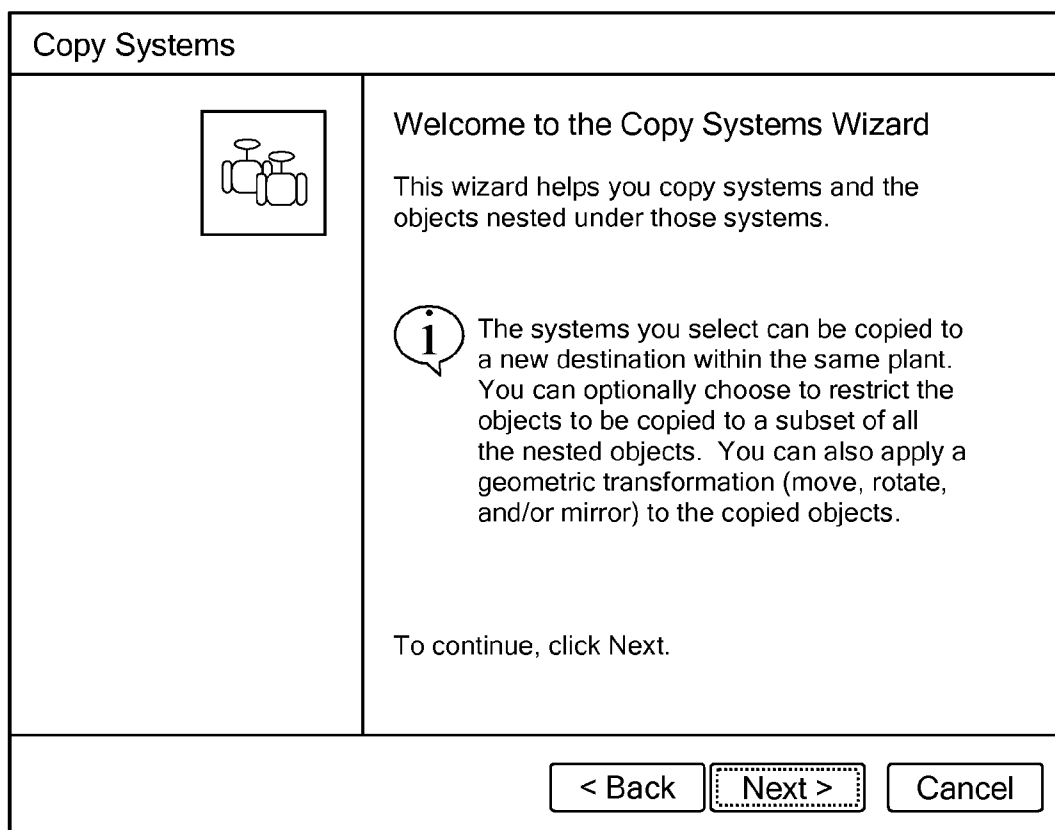 Copy Systems
Welcome to the Copy Systems Wizard
This wizard helps you copy systems and the
objects nested under those systems.
i
The systems you select can be copied to
a new destination within the same plant.
You can optionally choose to restrict the
objects to be copied to a subset of all
the nested objects. You can also apply a
geometric transformation (move, rotate,
and/or mirror) to the copied objects.
To continue, click Next.
< Back Next > Cancel